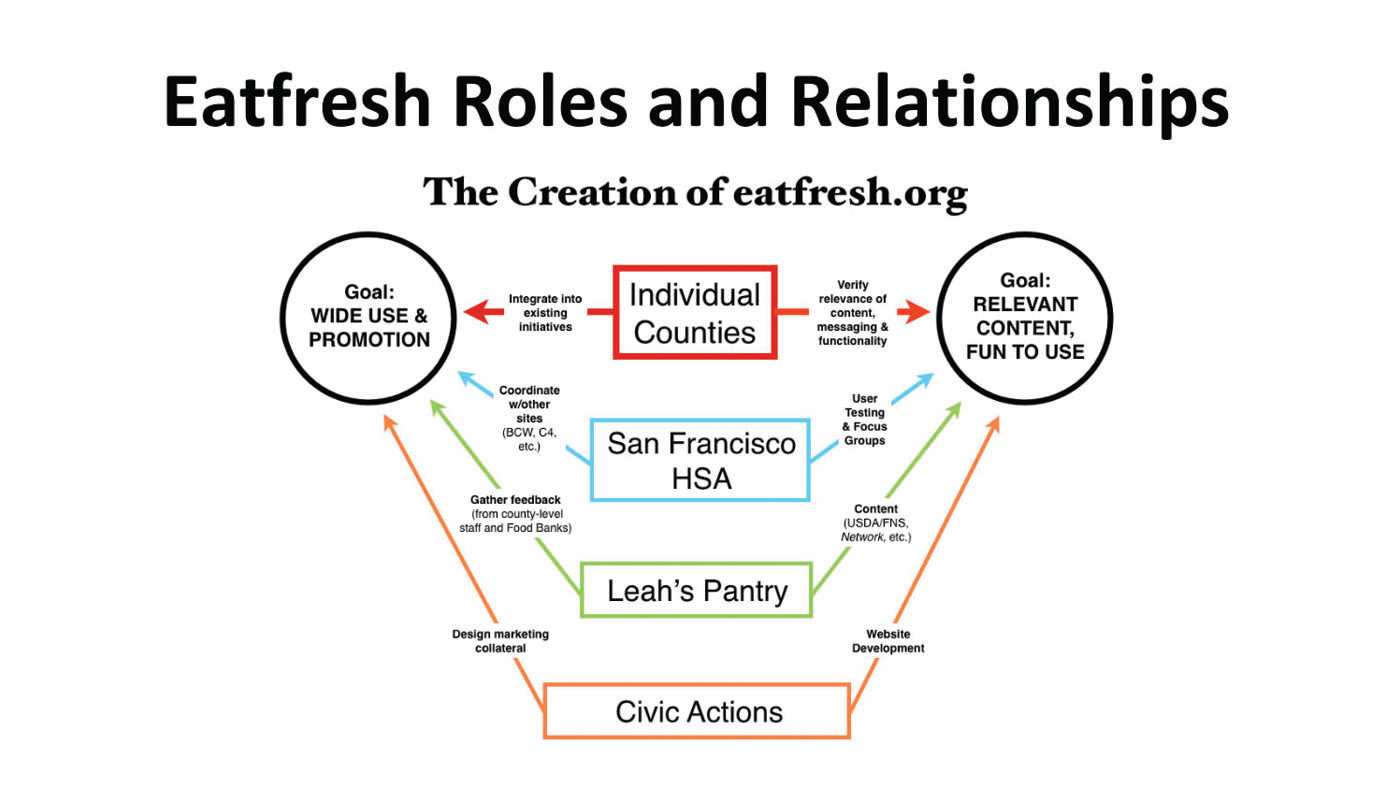 Eatfresh Roles and Relationships
The Creation of eatfresh.org
Goal:
WIDE USE &
PROMOTION
Integrate into
existing
initiatives
Individual
Counties
Verify
relevance of
content,
messaging &
functionality
Goal:
RELEVANT
CONTENT,
FUN TO USE
Coordinate
w/other
sites
(BCW, C4,
etc.)
San Francisco
HSA
User
Testing
& Focus
Groups
Gather feedback
(from county-level
staff and Food Banks)
Leah's Pantry
Content
(USDA/FNS,
Network, etc.)
Design marketing
collateral
Civic Actions
Website
Development